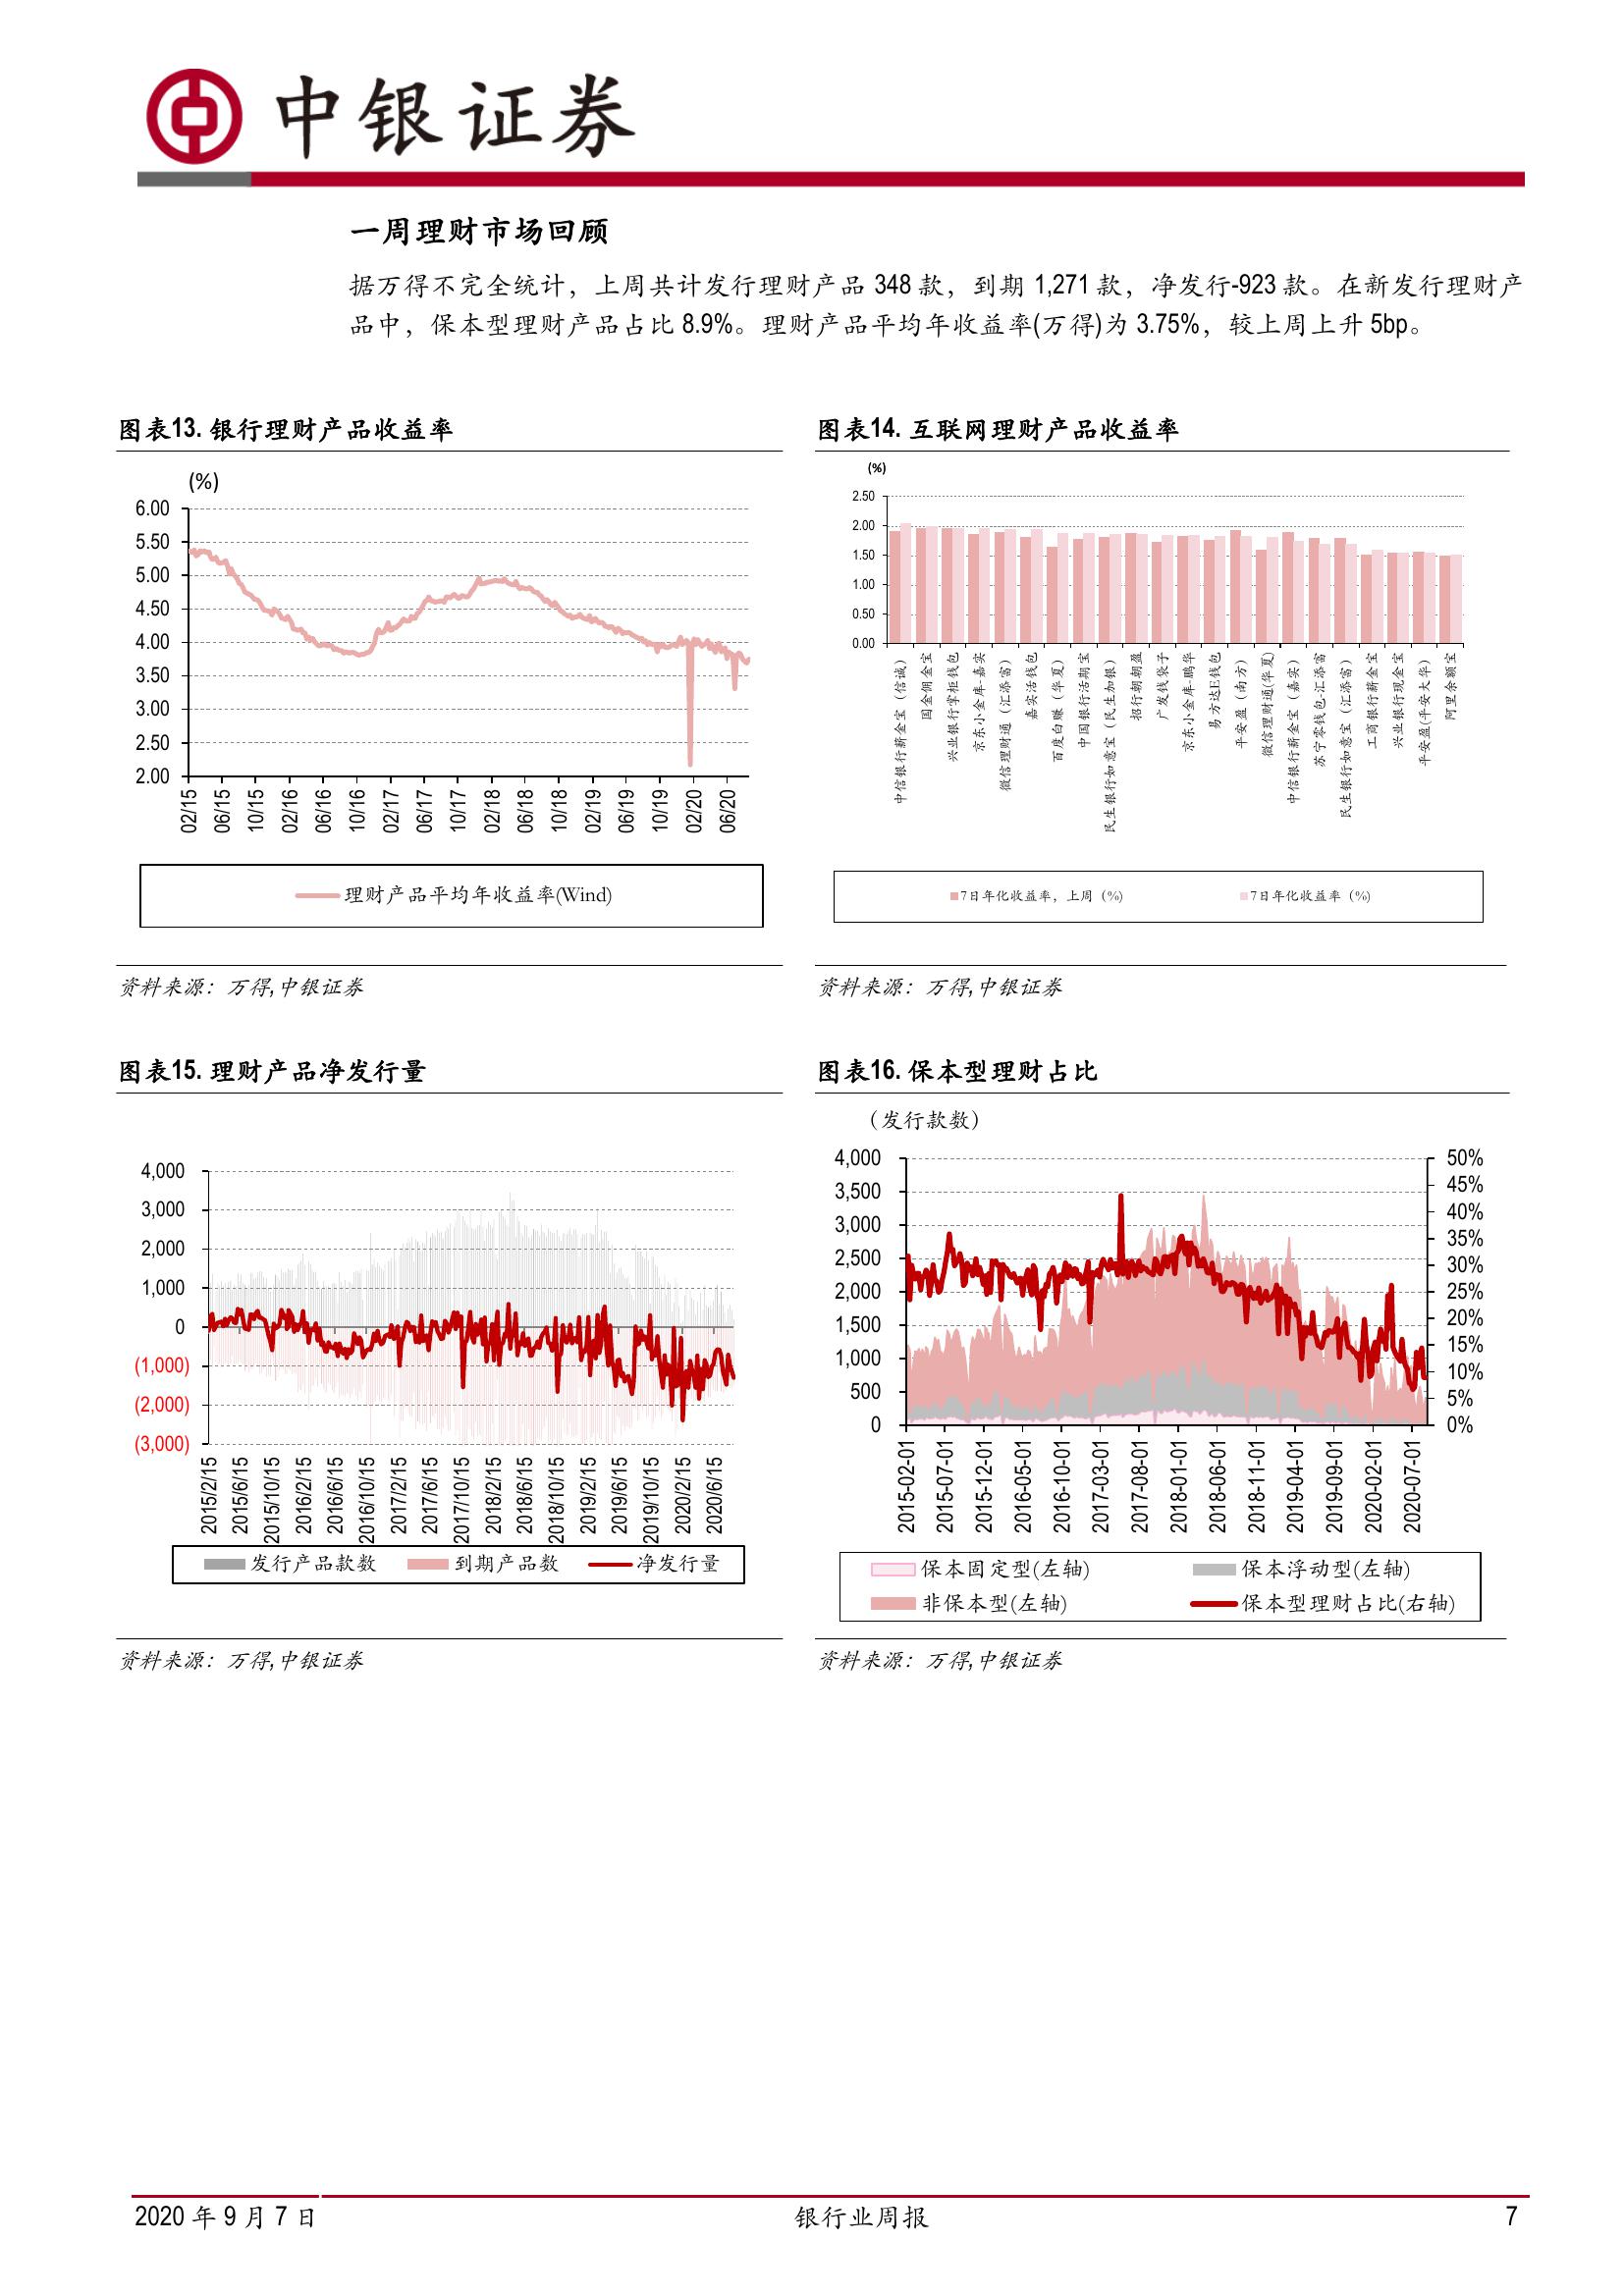 中银证券
一周理财市场回顾
据万得不完全统计，上周共计发行理财产品 348 款，到期 1,271 款，净发行-923 款。在新发行理财产
品中，保本型理财产品占比 8.9%。理财产品平均年收益率(万得)为 3.75%，较上周上升 5bp。
图表13. 银行理财产品收益率
(%)
6.00
5.50
5.00
4.50
4.00
3.50
3.00
2.50
2.00
02/15
06/15
10/15
02/16
06/16
10/16
02/17
06/17
10/17
02/18
06/18
10/18
02/19
06/19
10/19
02/20
06/20
理财产品平均年收益率(Wind)
资料来源：万得,中银证券
图表14. 互联网理财产品收益率
(%)
2.50
2.00
1.50
1.00
0.50
0.00
中信银行薪金宝（信诚）
国金佣金宝
兴业银行掌柜钱包
京东小金库-嘉实
微信理财通（汇添富）
嘉实活钱包
百度百赚（华夏）
中国银行活期宝
民生银行如意宝（民生加银）
招行朝朝盈
广发钱袋子
京东小金库-鹏华
易方达E钱包
平安盈（南方）
微信理财通(华夏)
中信银行薪金宝（嘉实）
苏宁零钱包-汇添富
民生银行如意宝（汇添富）
工商银行薪金宝
兴业银行现金宝
平安盈(平安大华)
阿里余额宝
7日年化收益率，上周（%)
7日年化收益率（%)
资料来源：万得,中银证券
图表15. 理财产品净发行量
4,000
3,000
2,000
1,000
0
(1,000)
(2,000)
(3,000)
2015/2/15
2015/6/15
2015/10/15
2016/2/15
2016/6/15
2016/10/15
2017/2/15
2017/6/15
2017/10/15
2018/2/15
2018/6/15
2018/10/15
2019/2/15
2019/6/15
2019/10/15
2020/2/15
2020/6/15
发行产品款数
到期产品数
净发行量
资料来源：万得,中银证券
图表16. 保本型理财占比
（发行款数）
4,000
3,500
3,000
2,500
2,000
1,500
1,000
500
0
50%
45%
40%
35%
30%
25%
20%
15%
10%
5%
0%
2015-02-01
2015-07-01
2015-12-01
2016-05-01
2016-10-01
2017-03-01
2017-08-01
2018-01-01
2018-06-01
2018-11-01
2019-04-01
2019-09-01
2020-02-01
2020-07-01
保本固定型(左轴)
保本浮动型(左轴)
非保本型(左轴)
保本型理财占比(右轴)
资料来源：万得,中银证券
2020 年 9 月 7 日
银行业周报
7